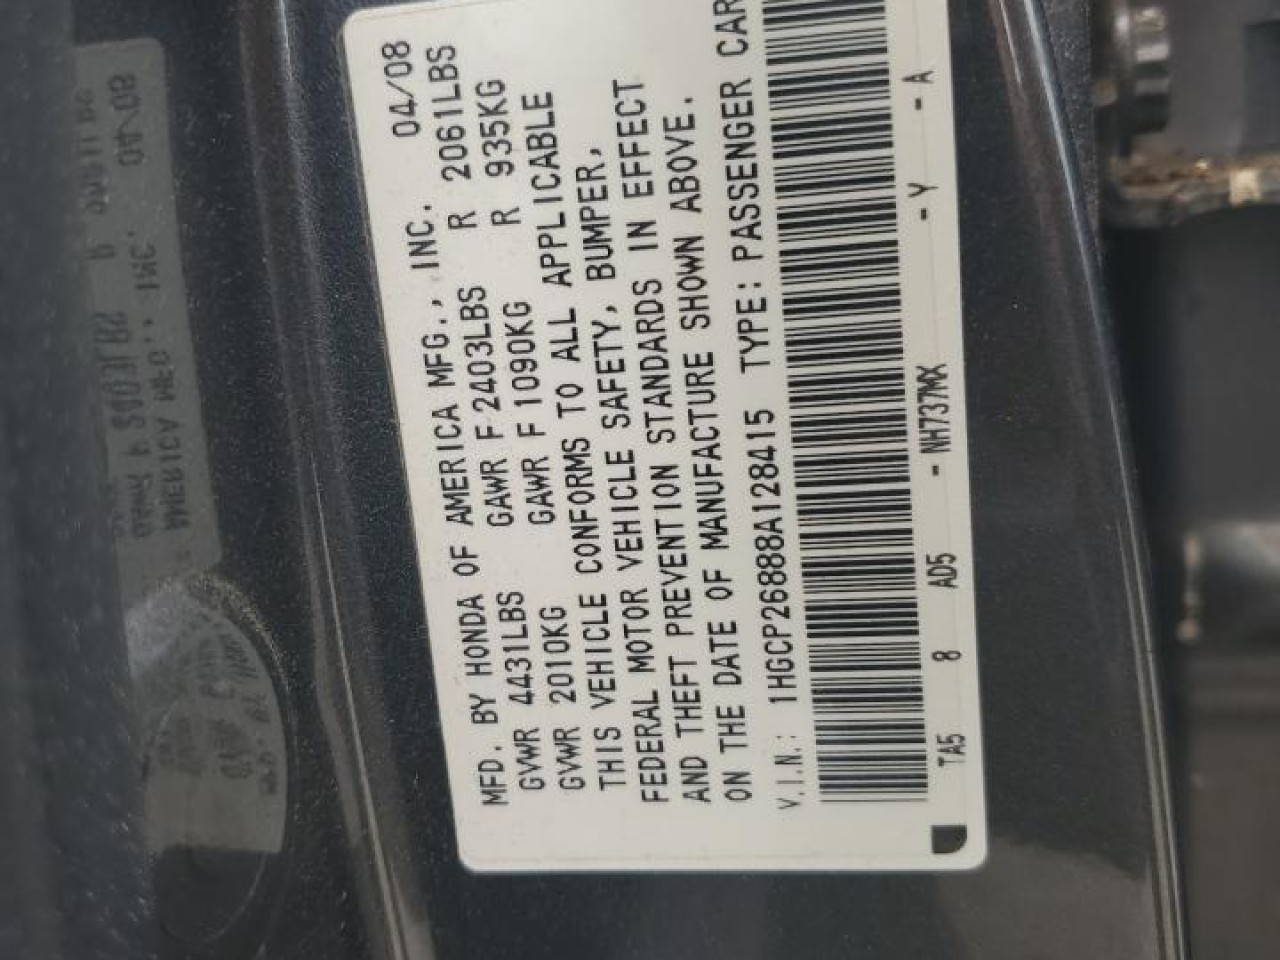 MFD. BY HONDA OF AMERICA MFG., INC. 04/08
GVWR 4431LBS GAWR F 2403LBS R 2061LBS
GVWR 2010KG GAWR F 1090KG R 935KG
THIS VEHICLE CONFORMS TO ALL APPLICABLE
FEDERAL MOTOR VEHICLE SAFETY, BUMPER,
AND THEFT PREVENTION STANDARDS IN EFFECT
ON THE DATE OF MANUFACTURE SHOWN ABOVE.
V.I.N.: 1HGCP26888A128415 TYPE: PASSENGER CAR
TA5 8 AD5 - NH737MX - Y - A